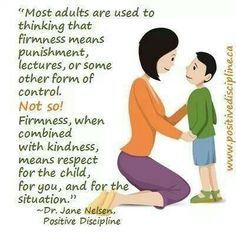 “Most adults are used to
thinking that
firmness means
punishment,
lectures, or some
other form of
control.
Not so!
Firmness, when
combined
with kindness,
means respect
for the child,
for you, and for the
situation.”
~Dr. Jane Nelsen,
Positive Discipline
www.positivediscipline.ca